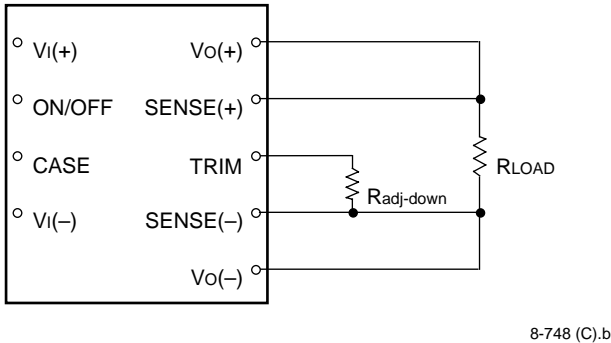 VI(+) VO(+)
ON/OFF SENSE(+)
CASE TRIM RLOAD
Radj-down
VI(–) SENSE(–)
VO(–)
8-748 (C).b